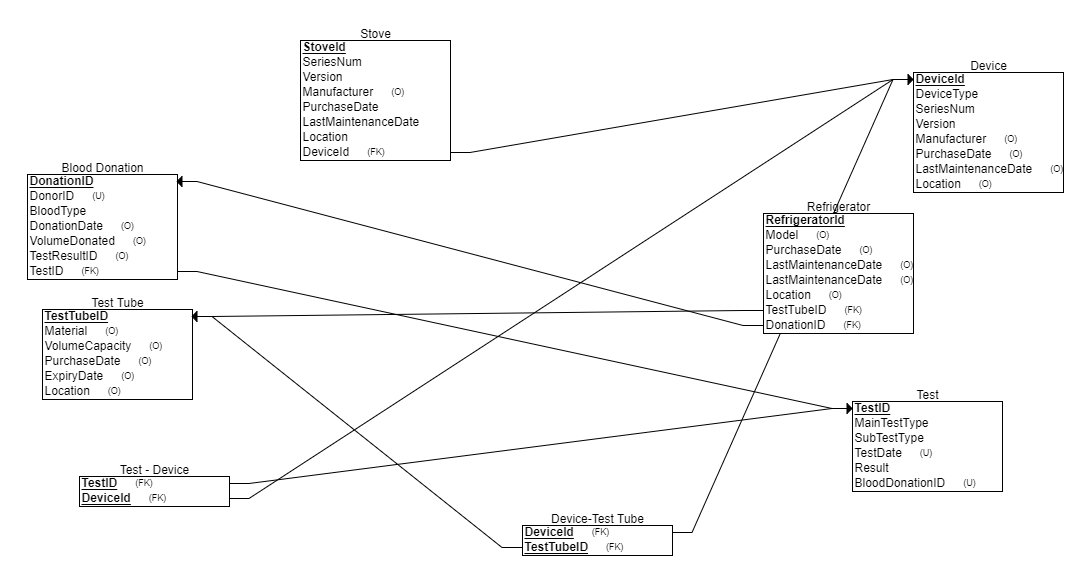 Stove
StoveId
SeriesNum
Version
Manufacturer (O)
PurchaseDate
LastMaintenanceDate
Location
DeviceId (FK)
Device
DeviceId
DeviceType
SeriesNum
Version
Manufacturer (O)
PurchaseDate (O)
LastMaintenanceDate (O)
Location (O)
Blood Donation
DonationID
DonorID (U)
BloodType
DonationDate (O)
VolumeDonated (O)
TestResultID (O)
TestID (FK)
Refrigerator
RefrigeratorId
Model (O)
PurchaseDate (O)
LastMaintenanceDate (O)
LastMaintenanceDate (O)
Location (O)
TestTubeID (FK)
DonationID (FK)
Test Tube
TestTubeID
Material (O)
VolumeCapacity (O)
PurchaseDate (O)
ExpiryDate (O)
Location (O)
Test
TestID
MainTestType
SubTestType
TestDate (U)
Result
BloodDonationID (U)
Test - Device
TestID (FK)
DeviceId (FK)
Device-Test Tube
DeviceId (FK)
TestTubeID (FK)